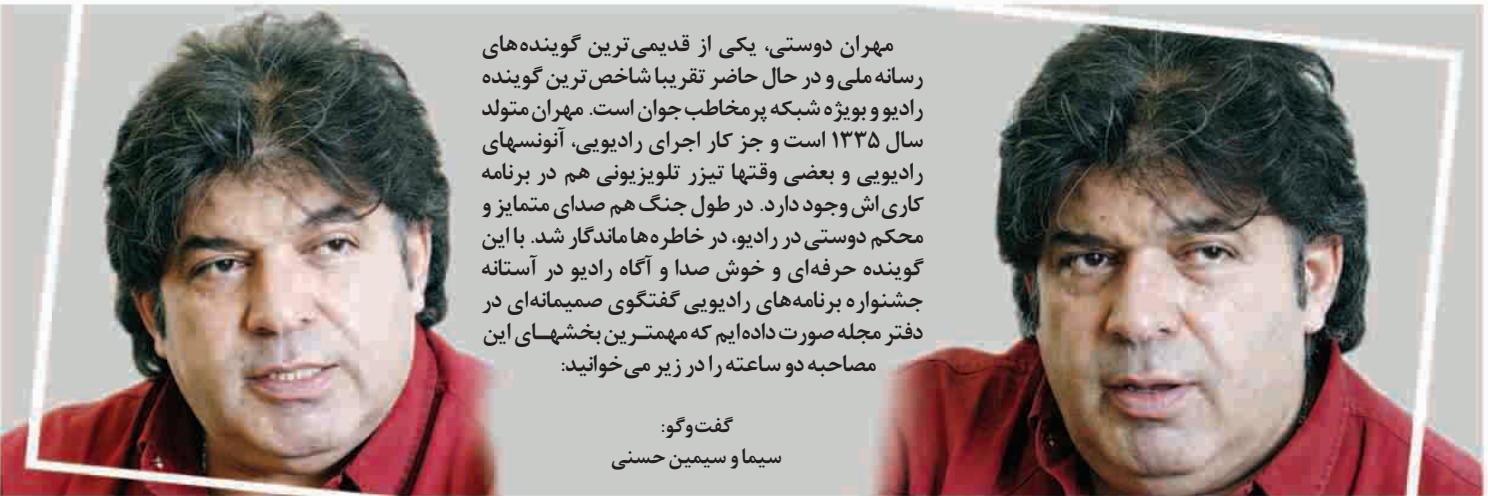 مهران دوستی، یکی از قدیمی‌ترین گوینده‌های
رسانه ملی و در حال حاضر تقریبا شاخص‌ترین گوینده
رادیو و بویژه شبکه پرمخاطب جوان است. مهران متولد
سال ۱۳۳۵ است و جز کار اجرای رادیویی، آنونسهای
رادیویی و بعضی وقتها تیزر تلویزیونی هم در برنامه
کاری‌اش وجود دارد. در طول جنگ هم صدای متمایز و
محکم دوستی در رادیو، در خاطره‌ها ماندگار شد. با این
گوینده حرفه‌ای و خوش صدا و آگاه رادیو در آستانه
جشنواره برنامه‌های رادیویی گفتگوی صمیمانه‌ای در
دفتر مجله صورت داده‌ایم که مهمتـرین بخشهـای این
مصاحبه دو ساعته را در زیر می‌خوانید:
گفت‌وگو:
سیما و سیمین حسنی